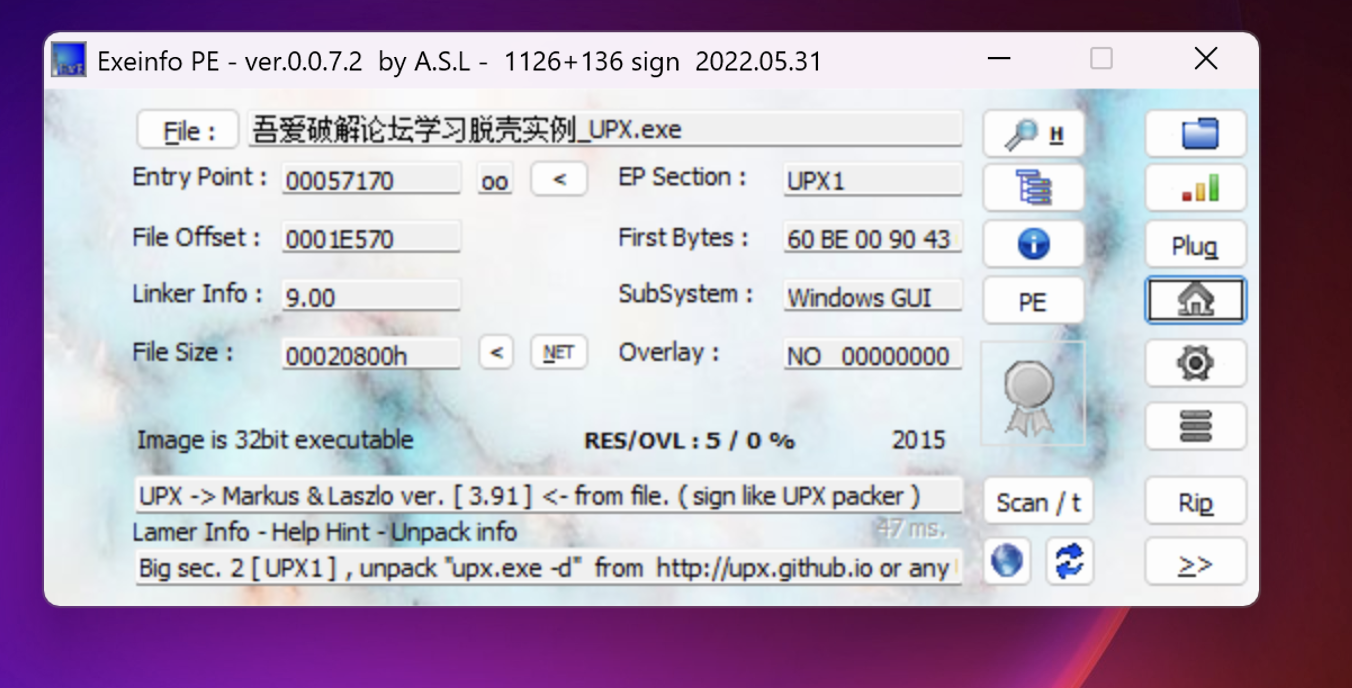 Exeinfo PE - ver.0.0.7.2 by A.S.L - 1126+136 sign 2022.05.31
File : 吾爱破解论坛学习脱壳实例_UPX.exe H
Entry Point : 00057170 oo < EP Section : UPX1
File Offset : 0001E570 First Bytes : 60 BE 00 90 43 Plug
Linker Info : 9.00 SubSystem : Windows GUI PE
File Size : 00020800h < NET Overlay : NO 00000000
Image is 32bit executable RES/OVL : 5 / 0 % 2015
UPX -> Markus & Laszlo ver. [ 3.91 ] <- from file. ( sign like UPX packer ) Scan / t Rip
Lamer Info - Help Hint - Unpack info 47 ms.
Big sec. 2 [ UPX1 ] , unpack "upx.exe -d" from http://upx.github.io or any >>